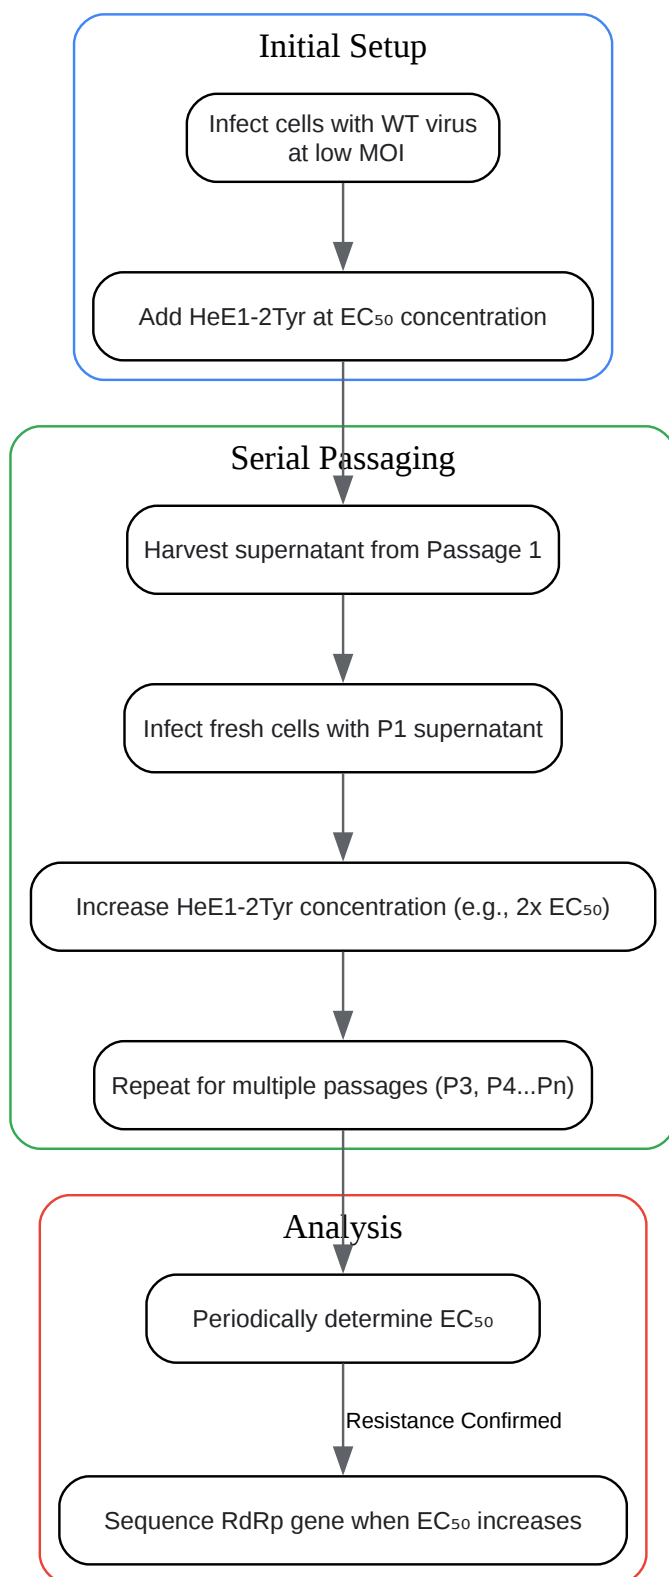 Initial Setup
Infect cells with WT virus
at low MOI
Add HeE1-2Tyr at EC₅₀ concentration
Serial Passaging
Harvest supernatant from Passage 1
Infect fresh cells with P1 supernatant
Increase HeE1-2Tyr concentration (e.g., 2x EC₅₀)
Repeat for multiple passages (P3, P4...Pn)
Analysis
Periodically determine EC₅₀
Resistance Confirmed
Sequence RdRp gene when EC₅₀ increases